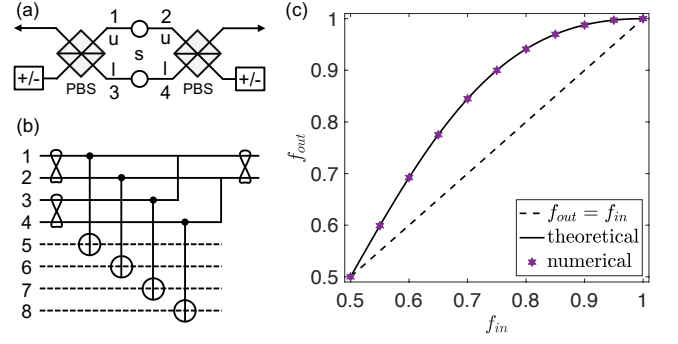 (a)
1 2
u u
s
l l
+/- PBS PBS +/-
3 4
(b)
1
2
3
4
5
6
7
8
(c)
1
0.9
0.8
0.7
0.6
0.5
f_out
0.5 0.6 0.7 0.8 0.9 1
f_in
f_out = f_in
theoretical
numerical